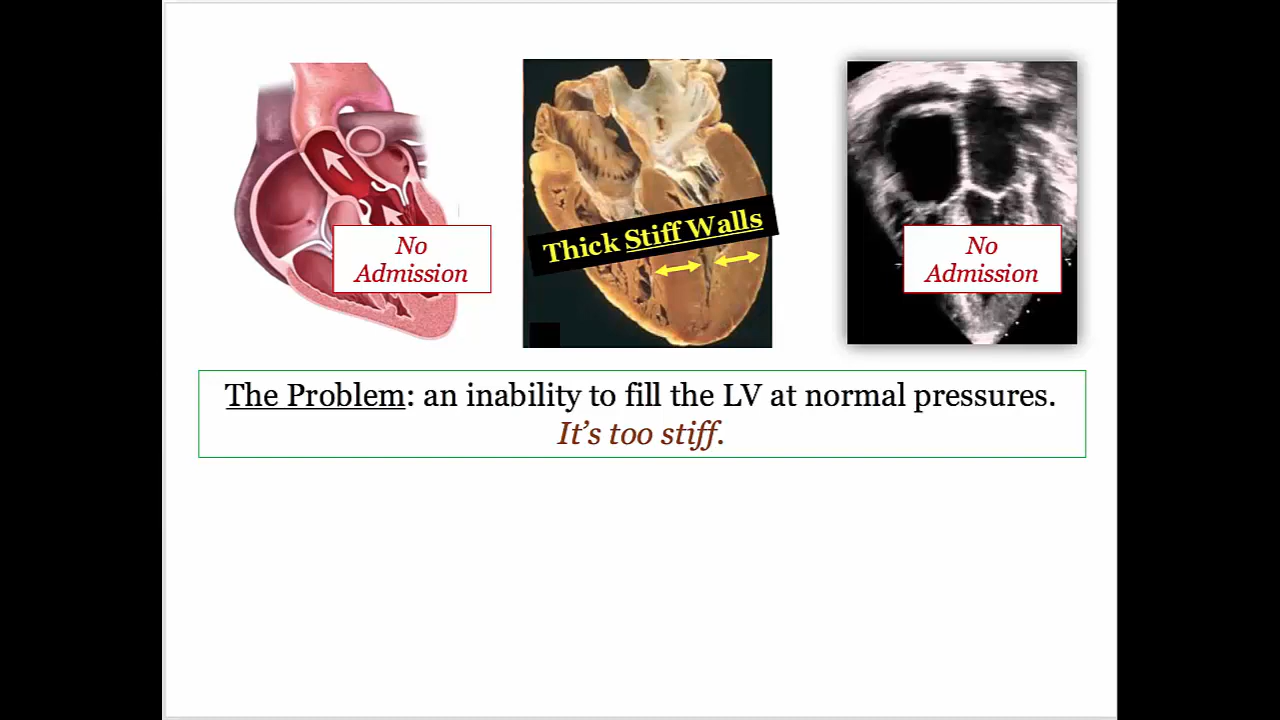 No
Admission
Thick Stiff Walls
No
Admission
The Problem: an inability to fill the LV at normal pressures.
It’s too stiff.